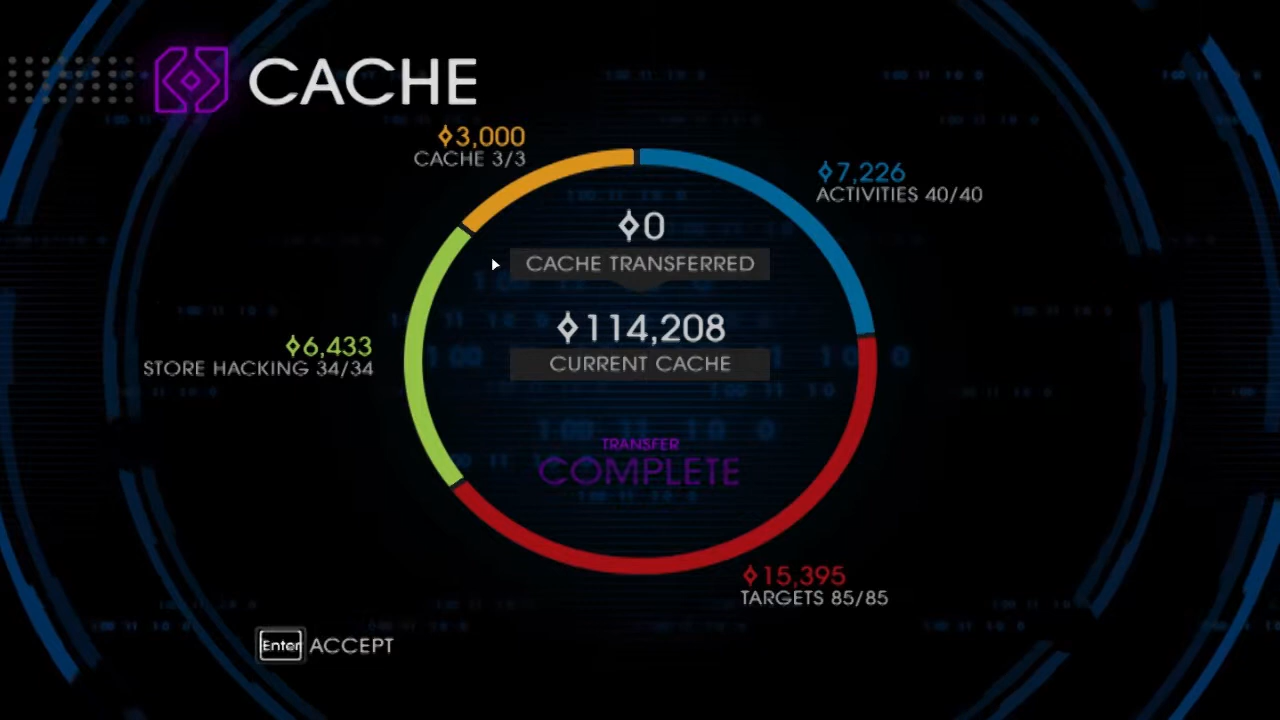 CACHE
3,000
CACHE 3/3
7,226
ACTIVITIES 40/40
0
CACHE TRANSFERRED
114,208
CURRENT CACHE
6,433
STORE HACKING 34/34
TRANSFER
COMPLETE
15,395
TARGETS 85/85
Enter ACCEPT